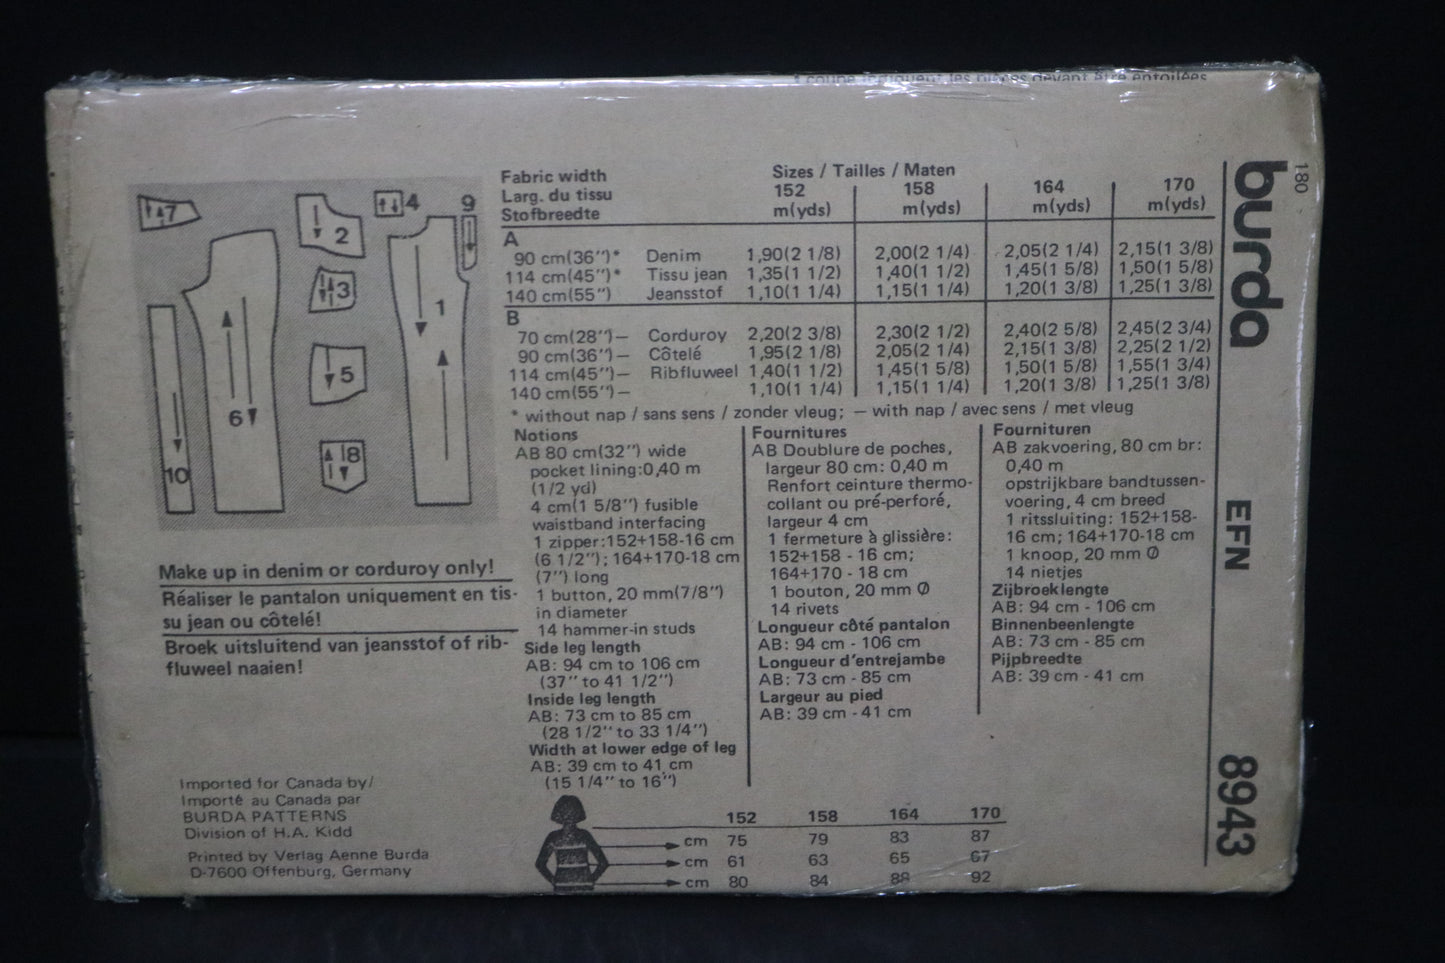 à coupe indiquent les pièces devant être entoilées
7
2
4
9
3
1
5
6
8
10
Make up in denim or corduroy only!
Réaliser le pantalon uniquement en tis-
su jean ou côtelé!
Broek uitsluitend van jeansstof of rib-
fluweel naaien!
Imported for Canada by/
Importé au Canada par
BURDA PATTERNS
Division of H.A. Kidd
Printed by Verlag Aenne Burda
D-7600 Offenburg, Germany
Fabric width
Larg. du tissu
Stofbreedte
Sizes / Tailles / Maten
152 158 164 170
m(yds) m(yds) m(yds) m(yds)
A
90 cm(36")* Denim 1,90(2 1/8) 2,00(2 1/4) 2,05(2 1/4) 2,15(1 3/8)
114 cm(45")* Tissu jean 1,35(1 1/2) 1,40(1 1/2) 1,45(1 5/8) 1,50(1 5/8)
140 cm(55") Jeansstof 1,10(1 1/4) 1,15(1 1/4) 1,20(1 3/8) 1,25(1 3/8)
B
70 cm(28")— Corduroy 2,20(2 3/8) 2,30(2 1/2) 2,40(2 5/8) 2,45(2 3/4)
90 cm(36")— Côtelé 1,95(2 1/8) 2,05(2 1/4) 2,15(1 3/8) 2,25(2 1/2)
114 cm(45")— Ribfluweel 1,40(1 1/2) 1,45(1 5/8) 1,50(1 5/8) 1,55(1 3/4)
140 cm(55")— 1,10(1 1/4) 1,15(1 1/4) 1,20(1 3/8) 1,25(1 3/8)
* without nap / sans sens / zonder vleug; — with nap / avec sens / met vleug
Notions
AB 80 cm(32") wide
pocket lining:0,40 m
(1/2 yd)
4 cm(1 5/8") fusible
waistband interfacing
1 zipper:152+158-16 cm
(6 1/2"); 164+170-18 cm
(7") long
1 button, 20 mm(7/8")
in diameter
14 hammer-in studs
Side leg length
AB: 94 cm to 106 cm
(37" to 41 1/2")
Inside leg length
AB: 73 cm to 85 cm
(28 1/2" to 33 1/4")
Width at lower edge of leg
AB: 39 cm to 41 cm
(15 1/4" to 16")
Fournitures
AB Doublure de poches,
largeur 80 cm: 0,40 m
Renfort ceinture thermo-
collant ou pré-perforé,
largeur 4 cm
1 fermeture à glissière:
152+158 - 16 cm;
164+170 - 18 cm
1 bouton, 20 mm Ø
14 rivets
Longueur côté pantalon
AB: 94 cm - 106 cm
Longueur d'entrejambe
AB: 73 cm - 85 cm
Largeur au pied
AB: 39 cm - 41 cm
Fournituren
AB zakvoering, 80 cm br:
0,40 m
opstrijkbare bandtussen-
voering, 4 cm breed
1 ritssluiting: 152+158-
16 cm; 164+170-18 cm
1 knoop, 20 mm Ø
14 nietjes
Zijbroeklengte
AB: 94 cm - 106 cm
Binnenbeenlengte
AB: 73 cm - 85 cm
Pijpbreedte
AB: 39 cm - 41 cm
152 158 164 170
cm 75 79 83 87
cm 61 63 65 67
cm 80 84 88 92
180
burda
EFN
8943